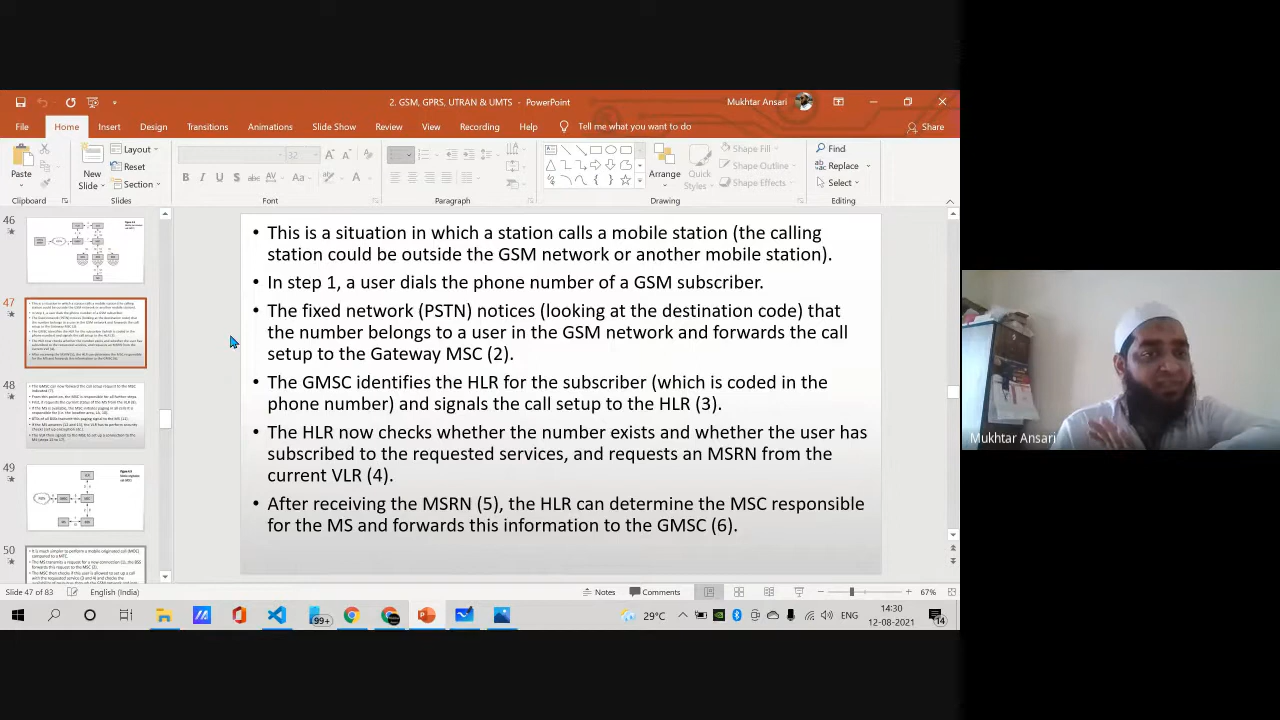 2. GSM, GPRS, UTRAN & UMTS - PowerPoint
Mukhtar Ansari
File Home Insert Design Transitions Animations Slide Show Review View Recording Help Tell me what you want to do Share
Paste
Clipboard
New Slide
Layout
Reset
Section
Slides
32
Font
Paragraph
Arrange
Quick Styles
Shape Fill
Shape Outline
Shape Effects
Drawing
Find
Replace
Select
Editing
46
47
48
49
50
• This is a situation in which a station calls a mobile station (the calling
station could be outside the GSM network or another mobile station).
• In step 1, a user dials the phone number of a GSM subscriber.
• The fixed network (PSTN) notices (looking at the destination code) that
the number belongs to a user in the GSM network and forwards the call
setup to the Gateway MSC (2).
• The GMSC identifies the HLR for the subscriber (which is coded in the
phone number) and signals the call setup to the HLR (3).
• The HLR now checks whether the number exists and whether the user has
subscribed to the requested services, and requests an MSRN from the
current VLR (4).
• After receiving the MSRN (5), the HLR can determine the MSC responsible
for the MS and forwards this information to the GMSC (6).
Slide 47 of 83
English (India)
Notes
Comments
67%
99+
29°C
ENG
14:30
12-08-2021
14
Mukhtar Ansari